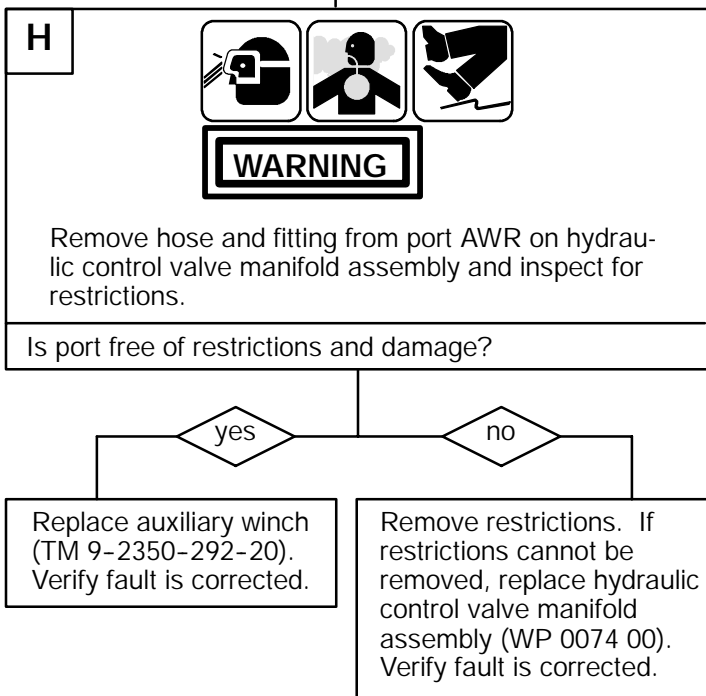 H
WARNING
Remove hose and fitting from port AWR on hydrau-
lic control valve manifold assembly and inspect for
restrictions.
Is port free of restrictions and damage?
yes
no
Replace auxiliary winch
(TM 9-2350-292-20).
Verify fault is corrected.
Remove restrictions. If
restrictions cannot be
removed, replace hydraulic
control valve manifold
assembly (WP 0074 00).
Verify fault is corrected.